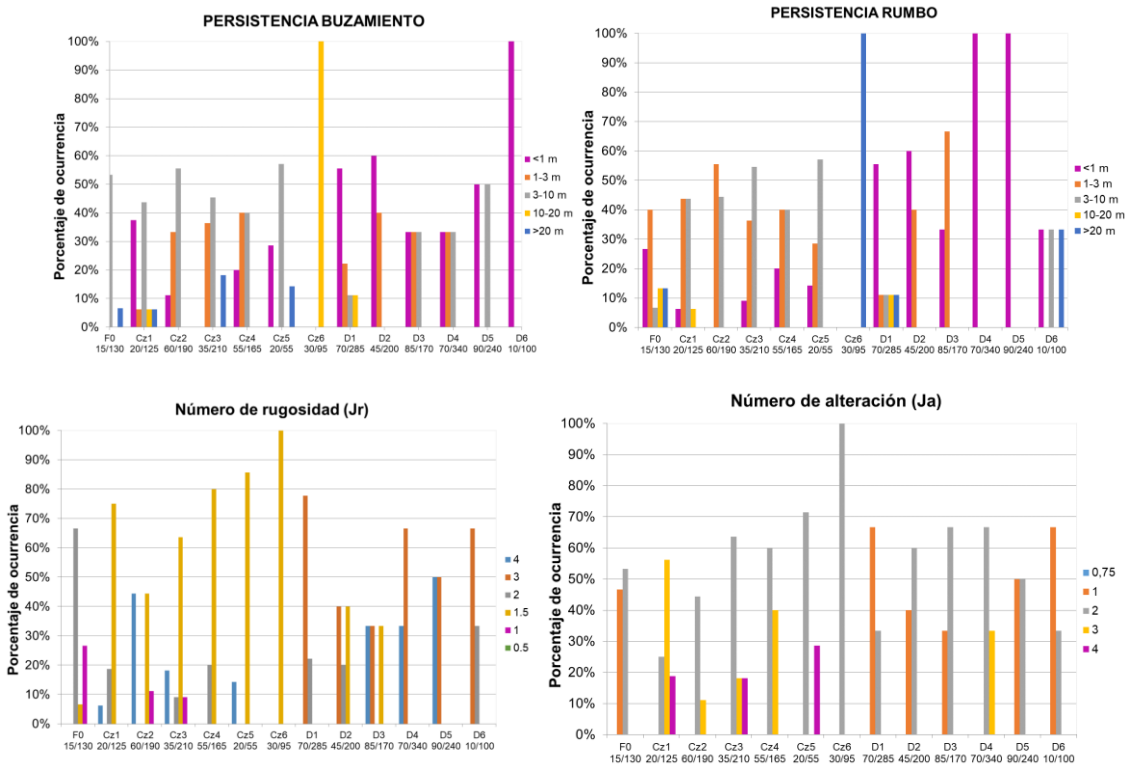 PERSISTENCIA BUZAMIENTO
Porcentaje de ocurrencia
100%
90%
80%
70%
60%
50%
40%
30%
20%
10%
0%
F0 Cz1 Cz2 Cz3 Cz4 Cz5 Cz6 D1 D2 D3 D4 D5 D6
15/130 20/125 60/190 35/210 55/165 20/55 30/95 70/285 45/200 85/170 70/340 90/240 10/100
<1 m
1-3 m
3-10 m
10-20 m
>20 m
PERSISTENCIA RUMBO
Porcentaje de ocurrencia
100%
90%
80%
70%
60%
50%
40%
30%
20%
10%
0%
F0 Cz1 Cz2 Cz3 Cz4 Cz5 Cz6 D1 D2 D3 D4 D5 D6
15/130 20/125 60/190 35/210 55/165 20/55 30/95 70/285 45/200 85/170 70/340 90/240 10/100
<1 m
1-3 m
3-10 m
10-20 m
>20 m
Número de rugosidad (Jr)
Porcentaje de ocurrencia
100%
90%
80%
70%
60%
50%
40%
30%
20%
10%
0%
F0 Cz1 Cz2 Cz3 Cz4 Cz5 Cz6 D1 D2 D3 D4 D5 D6
15/130 20/125 60/190 35/210 55/165 20/55 30/95 70/285 45/200 85/170 70/340 90/240 10/100
4
3
2
1.5
1
0.5
Número de alteración (Ja)
Porcentaje de ocurrencia
100%
90%
80%
70%
60%
50%
40%
30%
20%
10%
0%
F0 Cz1 Cz2 Cz3 Cz4 Cz5 Cz6 D1 D2 D3 D4 D5 D6
15/130 20/125 60/190 35/210 55/165 20/55 30/95 70/285 45/200 85/170 70/340 90/240 10/100
0,75
1
2
3
4